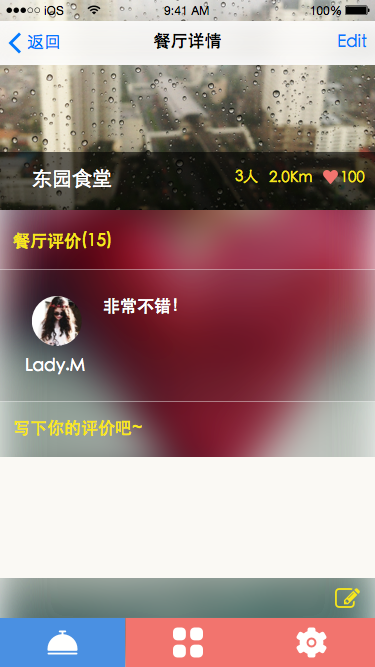 iOS 9:41 AM 100%
返回 餐厅详情 Edit
东园食堂 3人 2.0Km 100
餐厅评价(15)
非常不错！
Lady.M
写下你的评价吧~